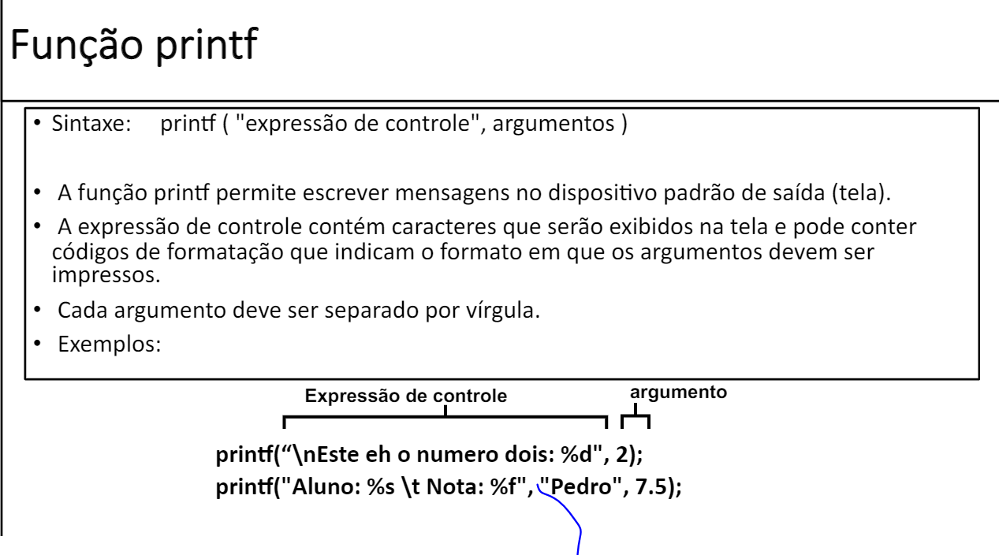 Função printf
• Sintaxe: printf ( "expressão de controle", argumentos )
• A função printf permite escrever mensagens no dispositivo padrão de saída (tela).
• A expressão de controle contém caracteres que serão exibidos na tela e pode conter
códigos de formatação que indicam o formato em que os argumentos devem ser
impressos.
• Cada argumento deve ser separado por vírgula.
• Exemplos:
Expressão de controle argumento
printf(“\nEste eh o numero dois: %d", 2);
printf("Aluno: %s \t Nota: %f", "Pedro", 7.5);